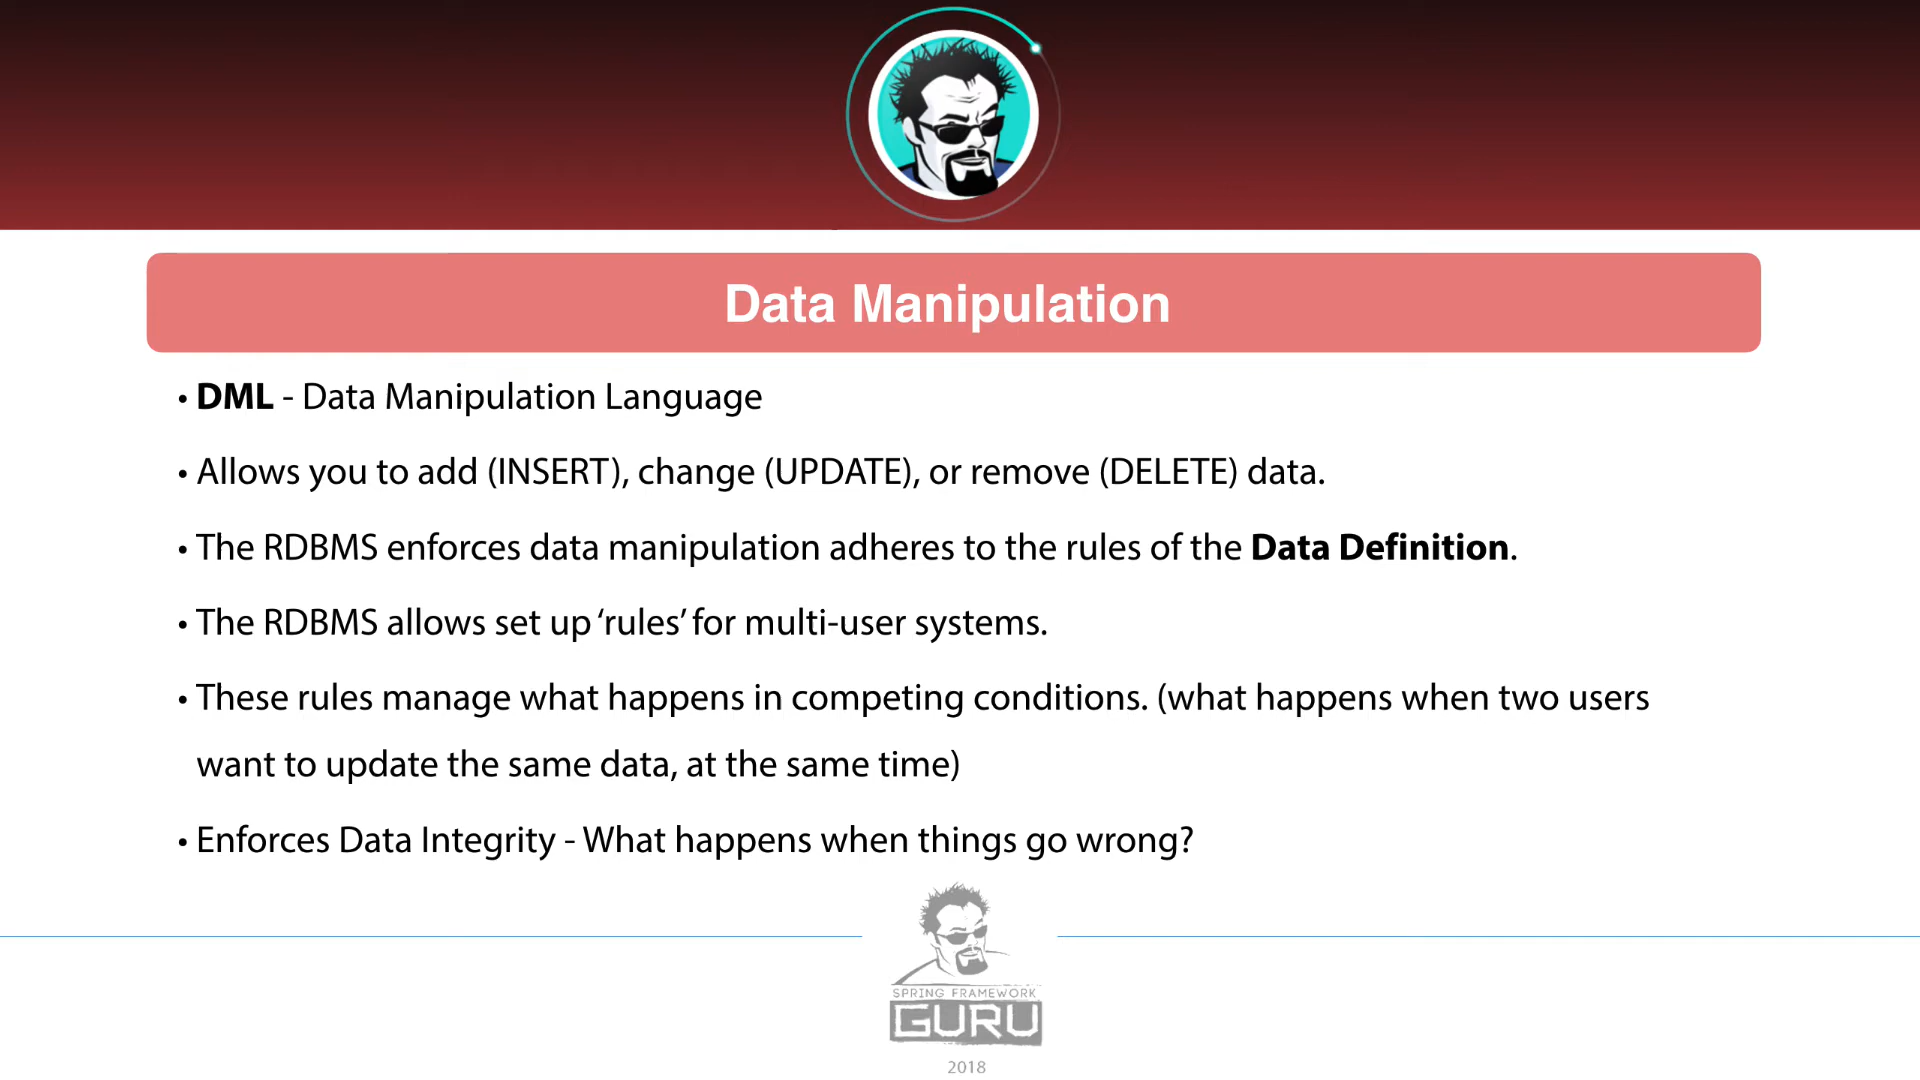 Data Manipulation
• DML - Data Manipulation Language
• Allows you to add (INSERT), change (UPDATE), or remove (DELETE) data.
• The RDBMS enforces data manipulation adheres to the rules of the Data Definition.
• The RDBMS allows set up ‘rules’ for multi-user systems.
• These rules manage what happens in competing conditions. (what happens when two users
want to update the same data, at the same time)
• Enforces Data Integrity - What happens when things go wrong?
SPRING FRAMEWORK
GURU
2018